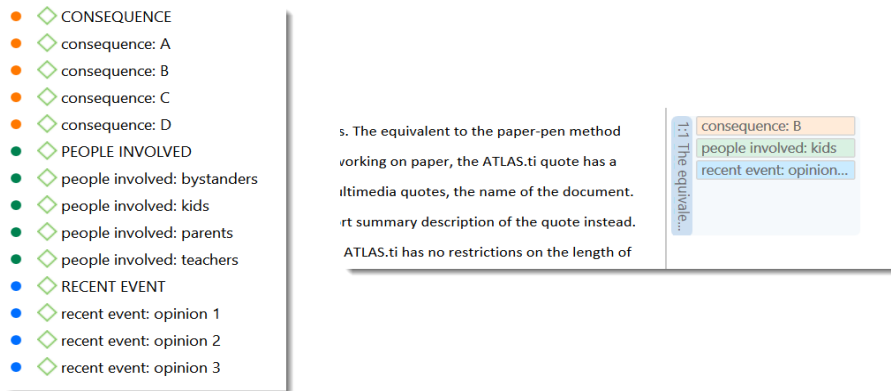 CONSEQUENCE
consequence: A
consequence: B
consequence: C
consequence: D
PEOPLE INVOLVED
people involved: bystanders
people involved: kids
people involved: parents
people involved: teachers
RECENT EVENT
recent event: opinion 1
recent event: opinion 2
recent event: opinion 3
s. The equivalent to the paper-pen method
working on paper, the ATLAS.ti quote has a
ultimedia quotes, the name of the document.
rt summary description of the quote instead.
ATLAS.ti has no restrictions on the length of
1:1 The equivale...
consequence: B
people involved: kids
recent event: opinion...